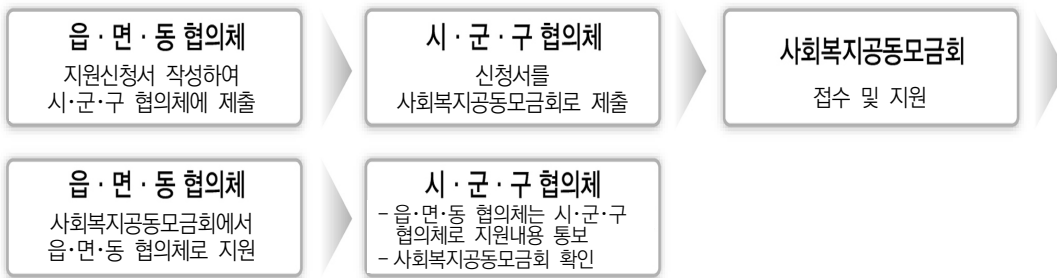 읍·면·동 협의체
지원신청서 작성하여
시·군·구 협의체에 제출
시·군·구 협의체
신청서를
사회복지공동모금회로 제출
사회복지공동모금회
접수 및 지원
읍·면·동 협의체
사회복지공동모금회에서
읍·면·동 협의체로 지원
시·군·구 협의체
- 읍·면·동 협의체는 시·군·구
협의체로 지원내용 통보
- 사회복지공동모금회 확인